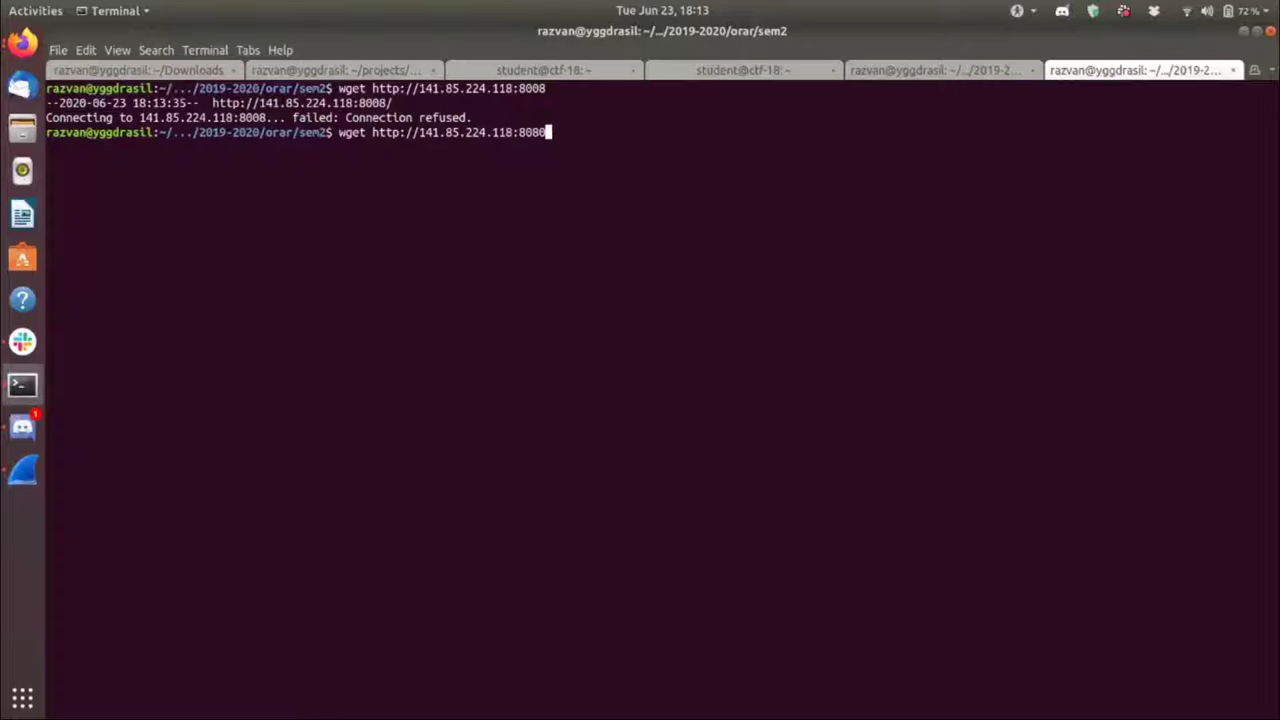 Activities Terminal Tue Jun 23, 18:13 72 %
razvan@yggdrasil: ~/.../2019-2020/orar/sem2
File Edit View Search Terminal Tabs Help
razvan@yggdrasil: ~/Downloads razvan@yggdrasil: ~/projects/... student@ctf-18: ~ student@ctf-18: ~ razvan@yggdrasil: ~/.../2019-2... razvan@yggdrasil: ~/.../2019-2...
razvan@yggdrasil:~/.../2019-2020/orar/sem2$ wget http://141.85.224.118:8008
--2020-06-23 18:13:35-- http://141.85.224.118:8008/
Connecting to 141.85.224.118:8008... failed: Connection refused.
razvan@yggdrasil:~/.../2019-2020/orar/sem2$ wget http://141.85.224.118:8080
1